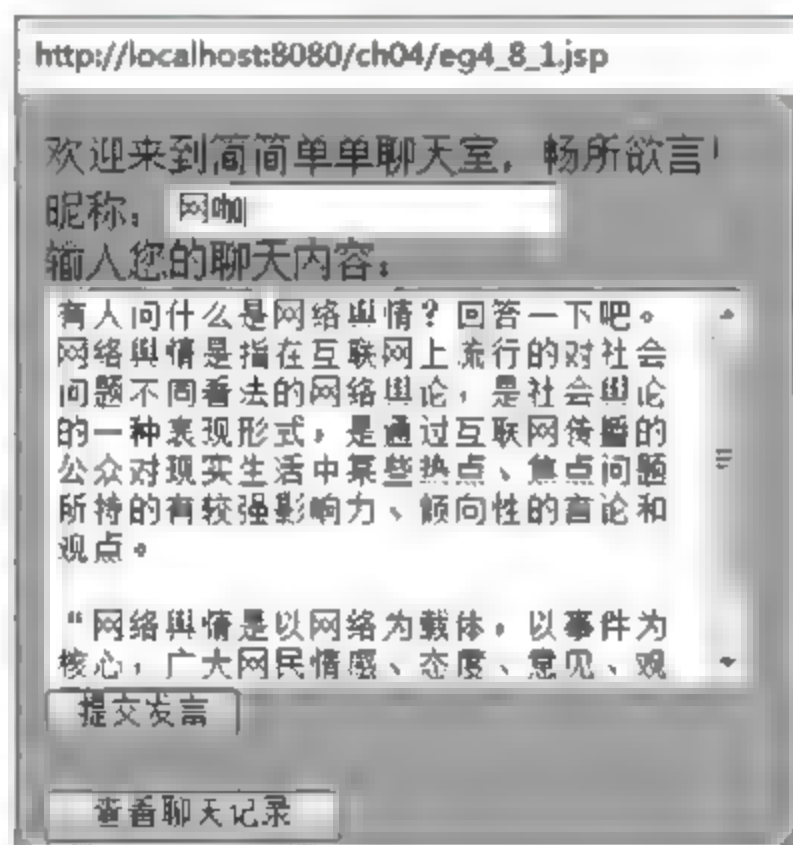 http://localhost:8080/ch04/eg4_8_1.jsp
欢迎来到简简单单聊天室，畅所欲言！
昵称：网咖
输入您的聊天内容：
有人问什么是网络舆情？回答一下吧。
网络舆情是指在互联网上流行的对社会
问题不同看法的网络舆论，是社会舆论
的一种表现形式，是通过互联网传播的
公众对现实生活中某些热点、焦点问题
所持的有较强影响力、倾向性的言论和
观点。
“网络舆情是以网络为载体，以事件为
核心，广大网民情感、态度、意见、观
提交发言
查看聊天记录